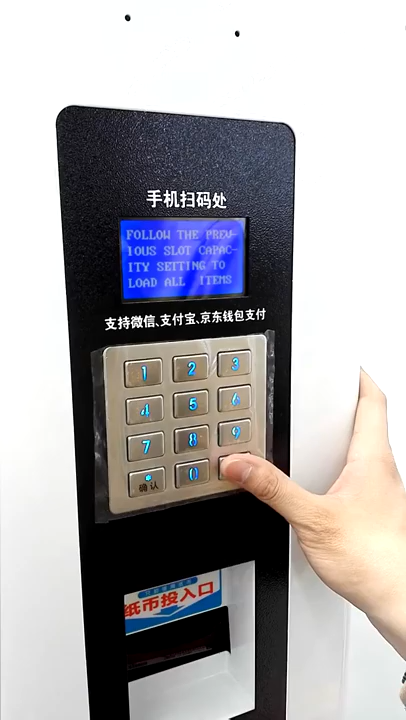 手机扫码处
FOLLOW THE PREV-
IOUS SLOT CAPAC-
ITY SETTING TO
LOAD ALL ITEMS
支持微信、支付宝、京东钱包支付
1 2 3
4 5 6
7 8 9
确认 0
纸币投入口